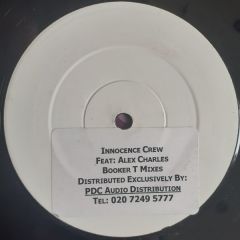 Innocence Crew
Feat: Alex Charles
Booker T Mixes
Distributed Exclusively By:
PDC Audio Distribution
Tel: 020 7249 5777